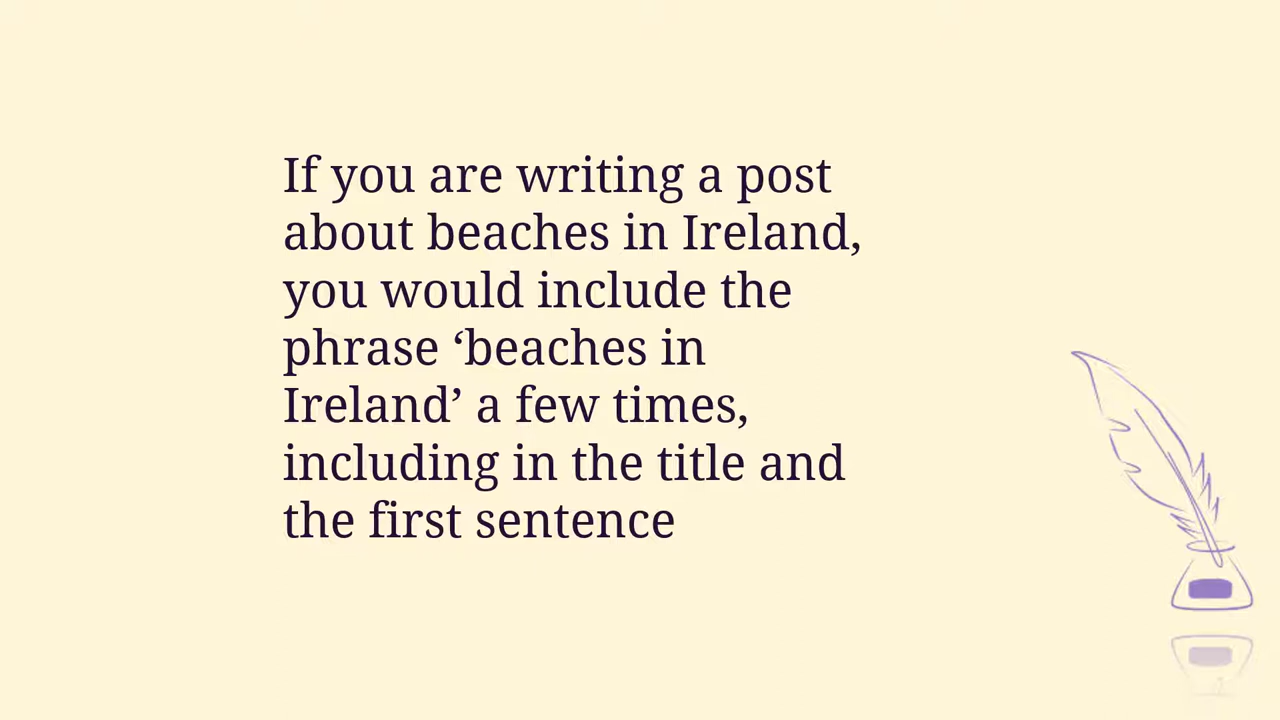 If you are writing a post
about beaches in Ireland,
you would include the
phrase ‘beaches in
Ireland’ a few times,
including in the title and
the first sentence